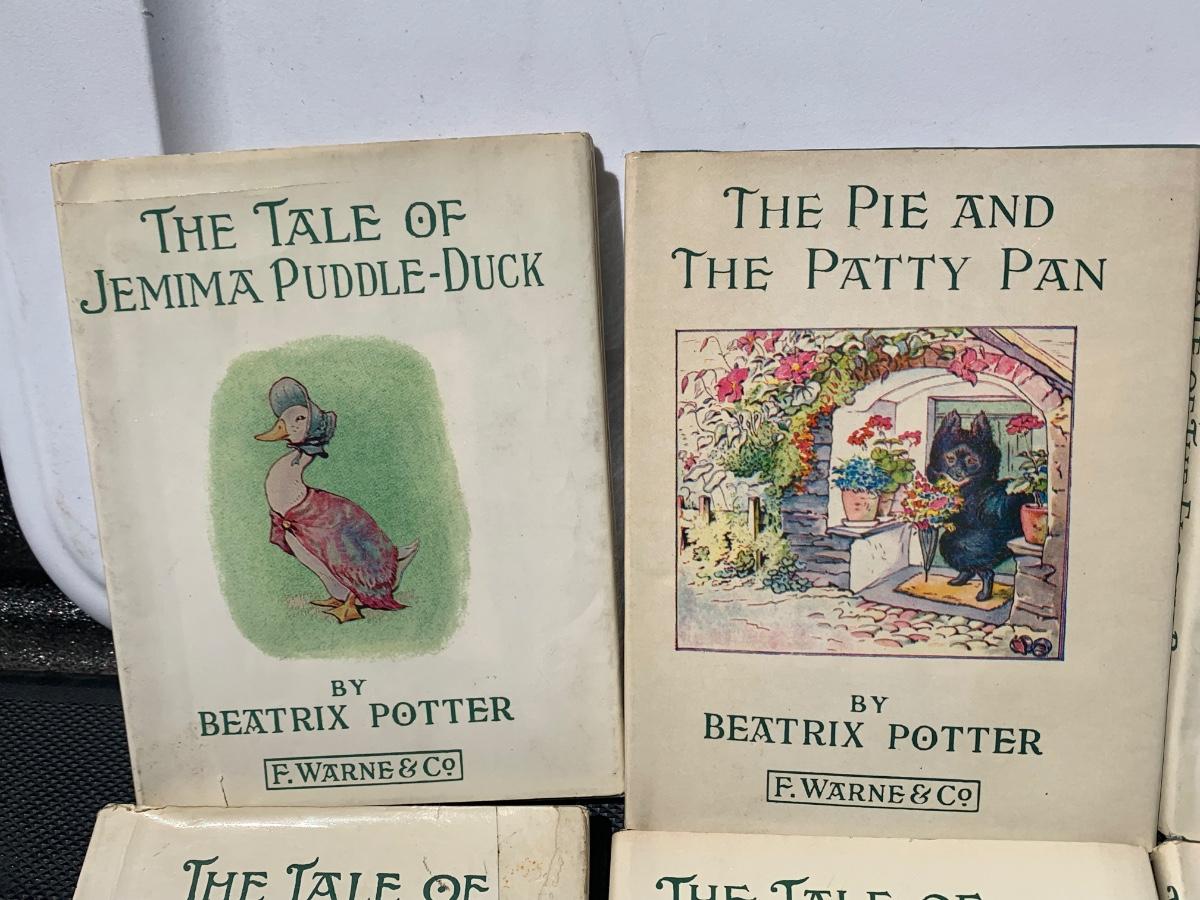 THE TALE OF
JEMIMA PUDDLE-DUCK
BY
BEATRIX POTTER
F. WARNE & Co
THE PIE AND
THE PATTY PAN
BY
BEATRIX POTTER
F. WARNE & Co
THE TALE OF
THE TALE OF